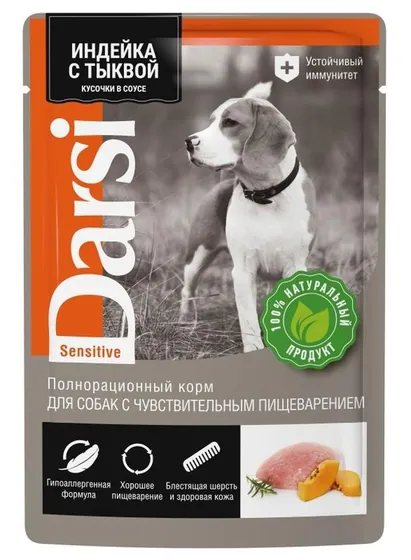 ИНДЕЙКА
С ТЫКВОЙ
КУСОЧКИ В СОУСЕ
Устойчивый
иммунитет
Darsi
Sensitive
100% НАТУРАЛЬНЫЙ
ПРОДУКТ
Полнорационный корм
ДЛЯ СОБАК С ЧУВСТВИТЕЛЬНЫМ ПИЩЕВАРЕНИЕМ
Гипоаллергенная
формула
Хорошее
пищеварение
Блестящая шерсть
и здоровая кожа